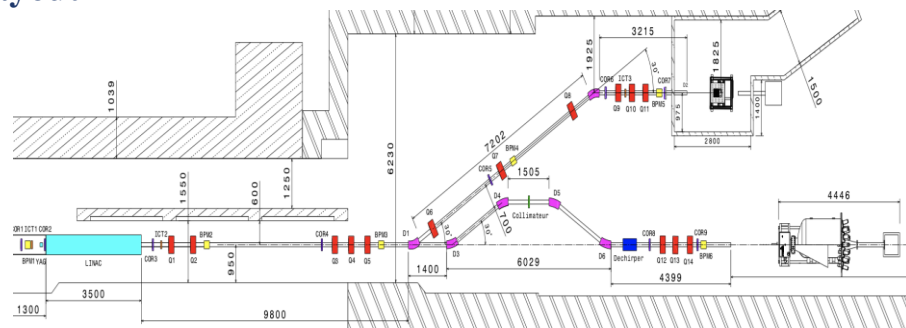 3215
1925
1825
30°
COR6
ICT3
COR7
D2
Q9
Q10
Q11
BPM5
975
1400
1500
2800
1039
7202
Q8
6230
Q7
BPM4
COR5
1505
1250
1550
600
Q6
30°
700
30°
D4
D5
Collimateur
4446
ICT1
COR2
ICT2
BPM2
COR4
BPM3
D1
D3
D6
COR8
COR9
BPM1
YAG
LINAC
COR3
Q1
Q2
950
Q3
Q4
Q5
Dechirper
Q12
Q13
Q14
BPM6
1400
6029
4399
1300
3500
9800